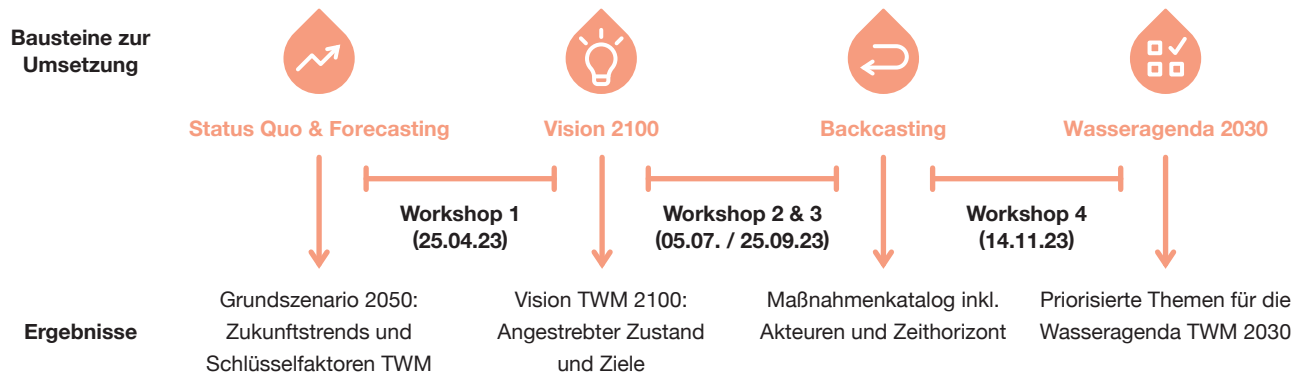 Bausteine zur
Umsetzung
Status Quo & Forecasting
Vision 2100
Backcasting
Wasseragenda 2030
Workshop 1
(25.04.23)
Workshop 2 & 3
(05.07. / 25.09.23)
Workshop 4
(14.11.23)
Ergebnisse
Grundszenario 2050:
Zukunftstrends und
Schlüsselfaktoren TWM
Vision TWM 2100:
Angestrebter Zustand
und Ziele
Maßnahmenkatalog inkl.
Akteuren und Zeithorizont
Priorisierte Themen für die
Wasseragenda TWM 2030